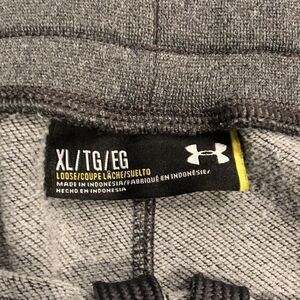 XL/TG/EG
LOOSE/COUPE LÂCHE/SUELTO
MADE IN INDONESIA/FABRIQUÉ EN INDONÉSIE/
HECHO EN INDONESIA